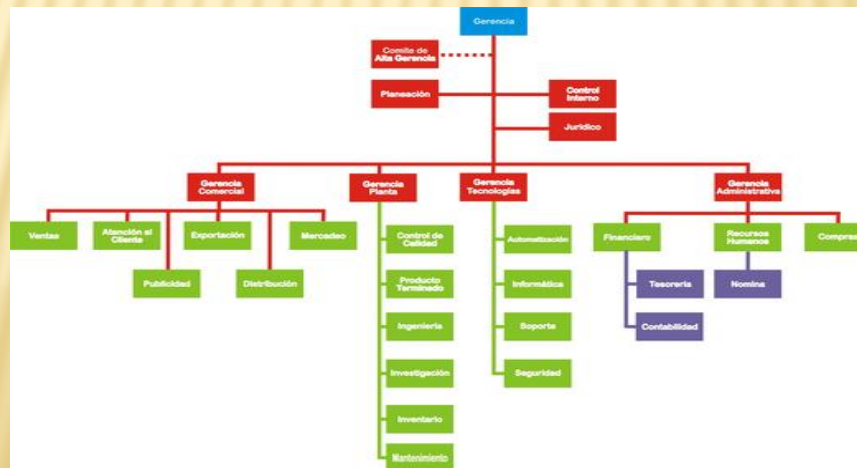 Gerencia
Comite de
Alta Gerencia
Planeación
Control
Interno
Jurídico
Gerencia
Comercial
Gerencia
Planta
Gerencia
Tecnologías
Gerencia
Administrativa
Ventas
Atención al
Cliente
Exportación
Mercadeo
Publicidad
Distribución
Control de
Calidad
Producto
Terminado
Ingeniería
Investigación
Inventario
Mantenimiento
Automatización
Informática
Soporte
Seguridad
Financiero
Recursos
Humanos
Compras
Tesorería
Nomina
Contabilidad